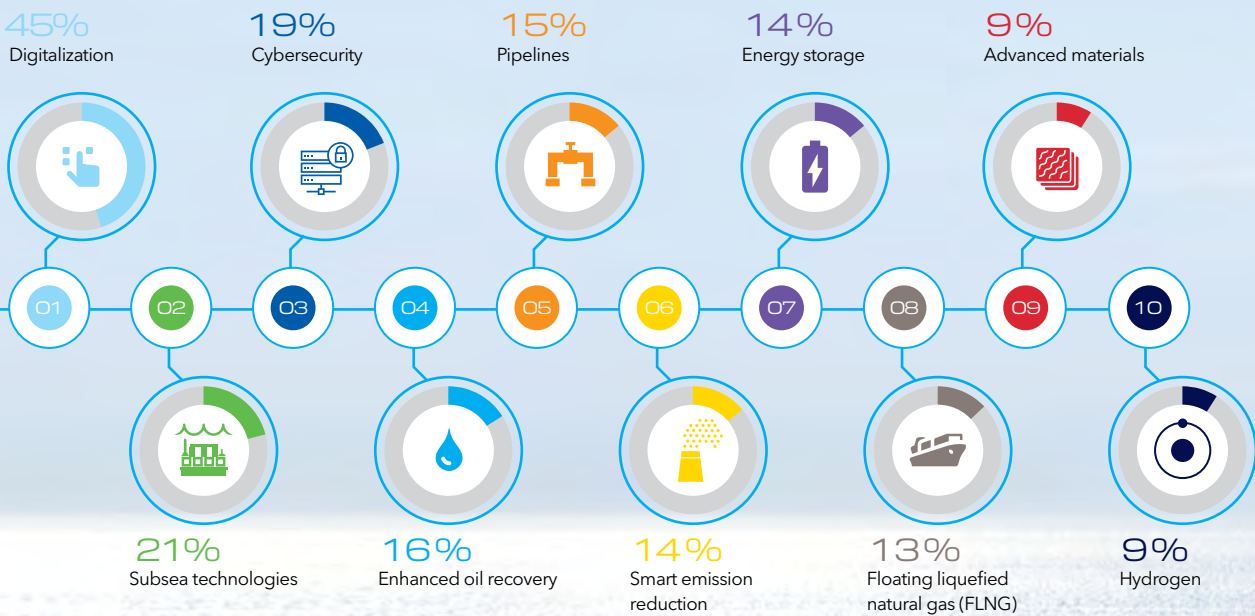 45%
Digitalization
19%
Cybersecurity
15%
Pipelines
14%
Energy storage
9%
Advanced materials
01
02
03
04
05
06
07
08
09
10
21%
Subsea technologies
16%
Enhanced oil recovery
14%
Smart emission
reduction
13%
Floating liquefied
natural gas (FLNG)
9%
Hydrogen